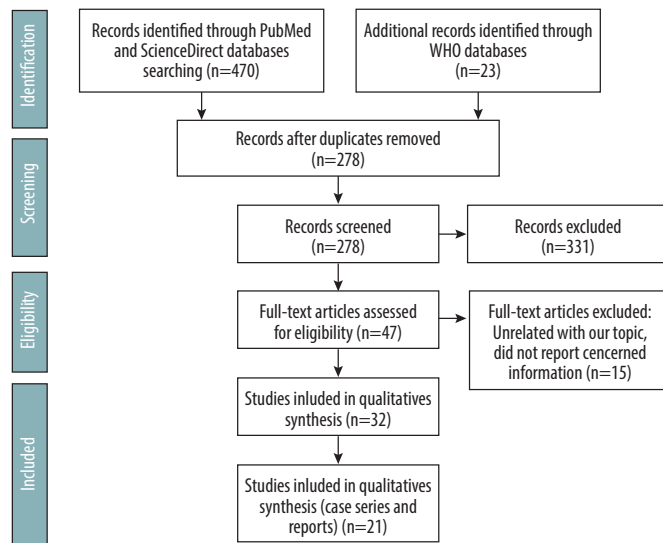 Identification
Records identified through PubMed
and ScienceDirect databases
searching (n=470)
Additional records identified through
WHO databases
(n=23)
Records after duplicates removed
(n=278)
Screening
Records screened
(n=278)
Records excluded
(n=331)
Eligibility
Full-text articles assessed
for eligibility (n=47)
Full-text articles excluded:
Unrelated with our topic,
did not report cencerned
information (n=15)
Included
Studies inluded in qualitatives
synthesis (n=32)
Studies inluded in qualitatives
synthesis (case series and
reports) (n=21)